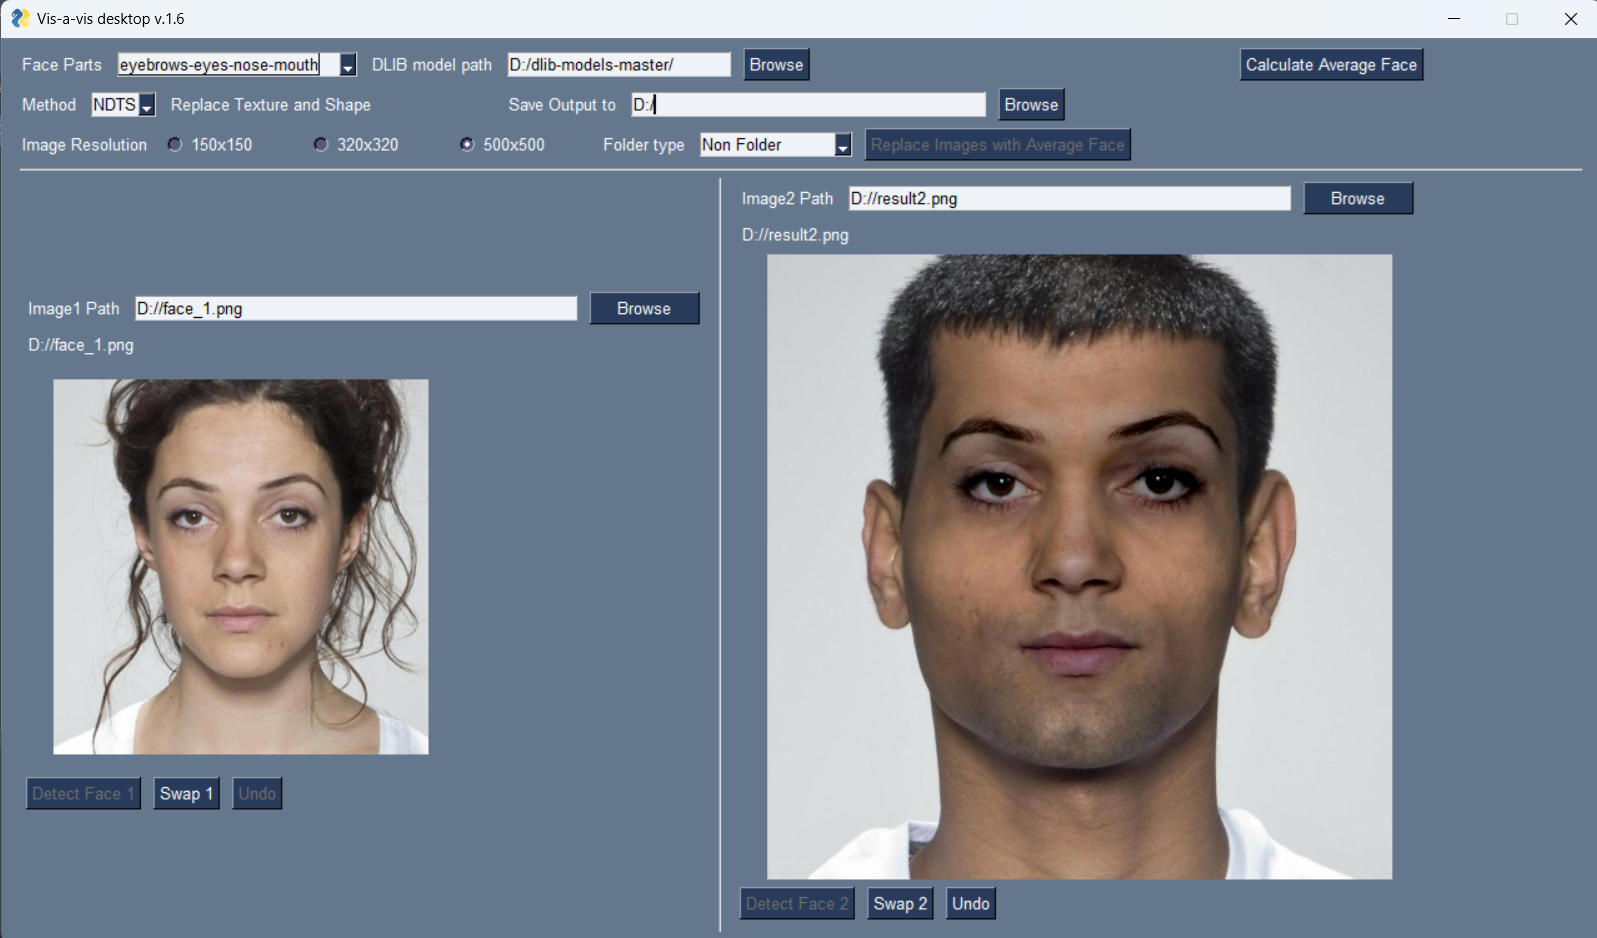 Vis-a-vis desktop v.1.6
Face Parts eyebrows-eyes-nose-mouth DLIB model path D:/dlib-models-master/ Browse Calculate Average Face
Method NDTS Replace Texture and Shape Save Output to D:/ Browse
Image Resolution 150x150 320x320 500x500 Folder type Non Folder Replace Images with Average Face
Image1 Path D://face_1.png Browse
D://face_1.png
Detect Face 1 Swap 1 Undo
Image2 Path D://result2.png Browse
D://result2.png
Detect Face 2 Swap 2 Undo